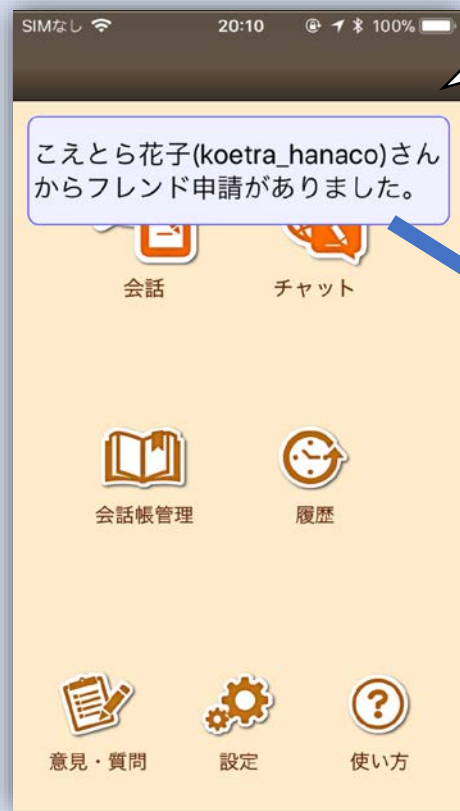 SIMなし 20:10 100%
こえとら花子(koetra_hanaco)さん
からフレンド申請がありました。
会話 チャット
会話帳管理 履歴
意見・質問 設定 使い方